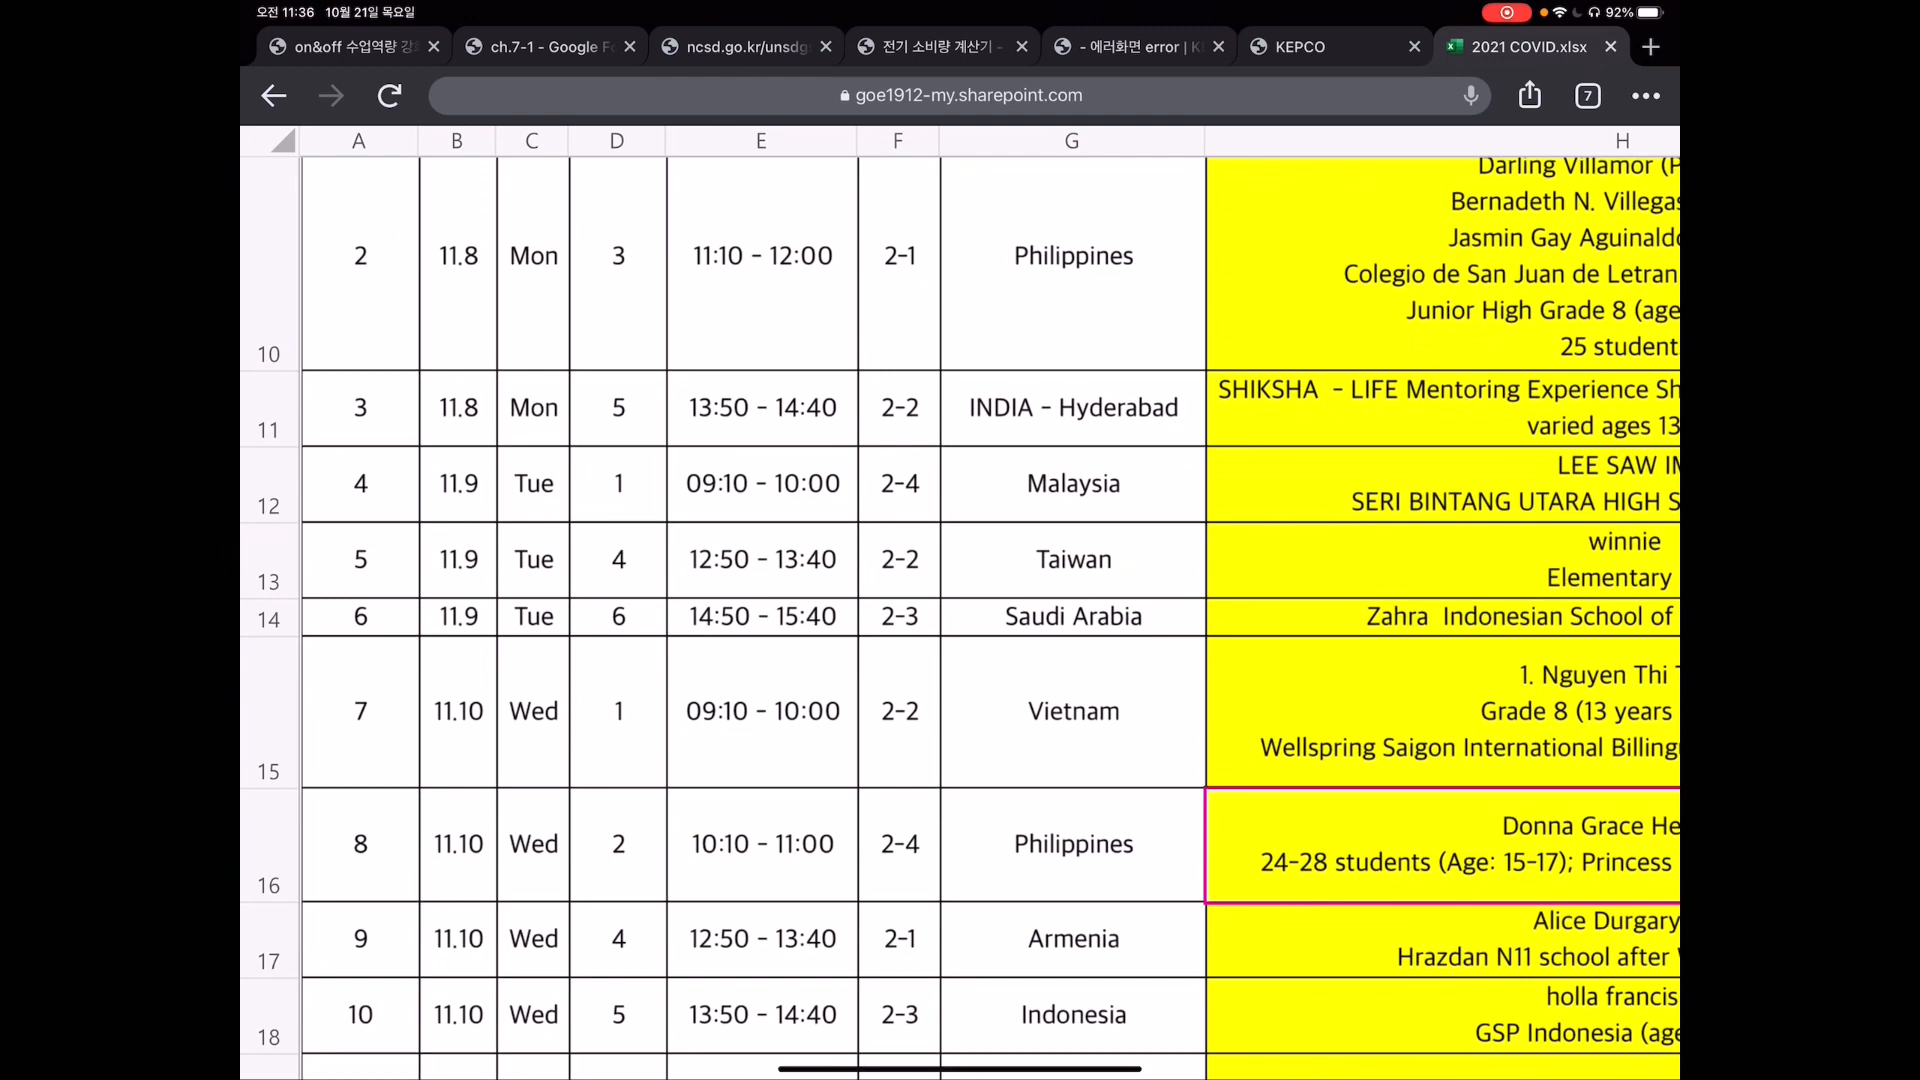 오전 11:36 10월 21일 목요일 92%
on&off 수업역량 강 ch.7-1 - Google Fo ncsd.go.kr/unsdg 전기 소비량 계산기 - - 에러화면 error | K KEPCO 2021 COVID.xlsx
goe1912-my.sharepoint.com 7
A B C D E F G H
Darling Villamor (P
Bernadeth N. Villegas
Jasmin Gay Aguinaldo
2 11.8 Mon 3 11:10 - 12:00 2-1 Philippines
Colegio de San Juan de Letran
Junior High Grade 8 (age
25 student
10
SHIKSHA - LIFE Mentoring Experience Sh
3 11.8 Mon 5 13:50 - 14:40 2-2 INDIA - Hyderabad
varied ages 13
11
LEE SAW IM
4 11.9 Tue 1 09:10 - 10:00 2-4 Malaysia
SERI BINTANG UTARA HIGH S
12
winnie
5 11.9 Tue 4 12:50 - 13:40 2-2 Taiwan
Elementary
13
14 6 11.9 Tue 6 14:50 - 15:40 2-3 Saudi Arabia Zahra Indonesian School of
1. Nguyen Thi T
7 11.10 Wed 1 09:10 - 10:00 2-2 Vietnam Grade 8 (13 years
Wellspring Saigon International Billing
15
Donna Grace He
8 11.10 Wed 2 10:10 - 11:00 2-4 Philippines
24-28 students (Age: 15-17); Princess
16
Alice Durgary
9 11.10 Wed 4 12:50 - 13:40 2-1 Armenia
Hrazdan N11 school after
17
holla francis
10 11.10 Wed 5 13:50 - 14:40 2-3 Indonesia
GSP Indonesia (age
18